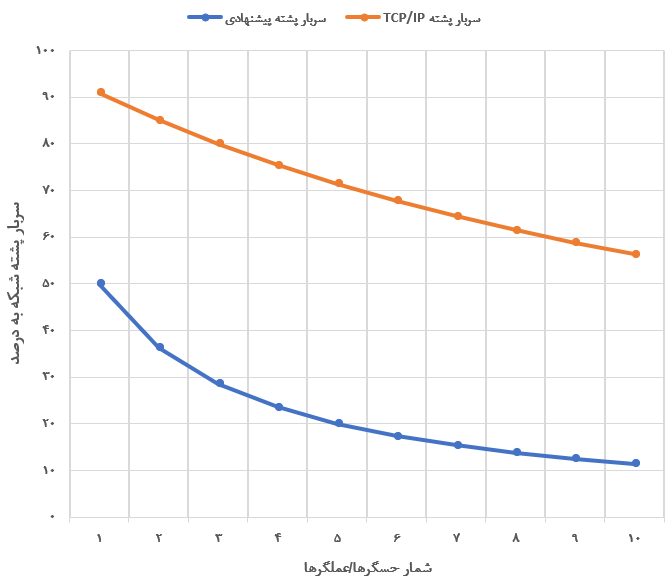 سربار پشته پیشنهادی
سربار پشته TCP/IP
۱۰۰
۹۰
۸۰
۷۰
۶۰
۵۰
۴۰
۳۰
۲۰
۱۰
۰
سربار پشته شبکه به درصد
۱ ۲ ۳ ۴ ۵ ۶ ۷ ۸ ۹ ۱۰
شمار حسگرها/عملگرها